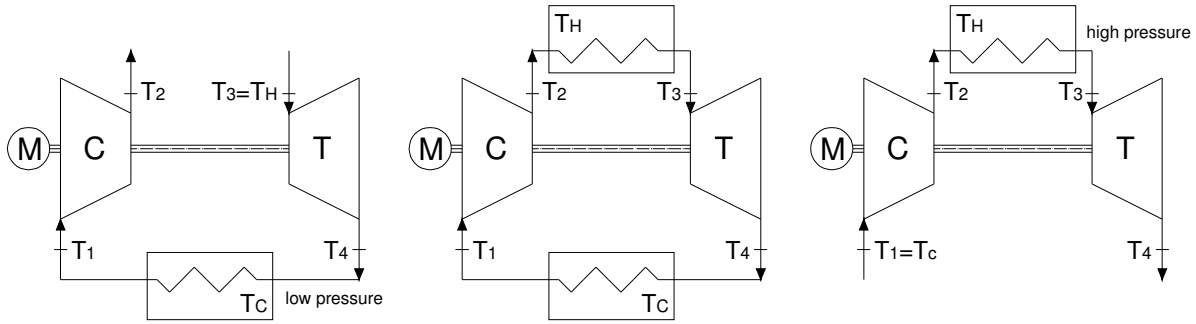 T2
T3=TH
M
C
T
T1
T4
TC
low pressure
TH
T2
T3
M
C
T
T1
T4
TC
TH
high pressure
T2
T3
M
C
T
T1=Tc
T4